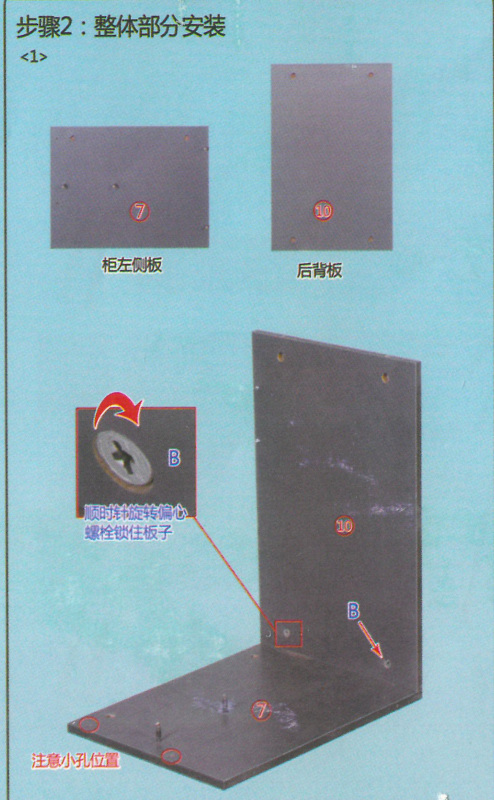 步骤2：整体部分安装
<1>
7
10
柜左侧板
后背板
B
顺时针旋转偏心
螺栓锁住板子
10
B
7
注意小孔位置